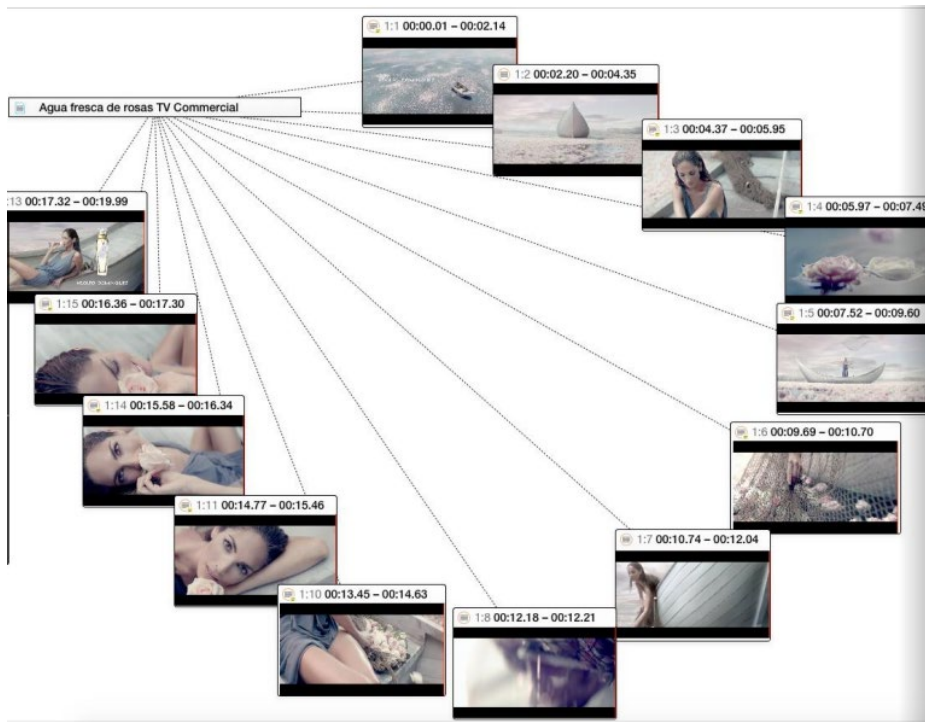 1:1 00:00.01 – 00:02.14
1:2 00:02.20 – 00:04.35
Agua fresca de rosas TV Commercial
1:3 00:04.37 – 00:05.95
:13 00:17.32 – 00:19.99
1:4 00:05.97 – 00:07.49
1:15 00:16.36 – 00:17.30
1:5 00:07.52 – 00:09.60
1:14 00:15.58 – 00:16.34
1:6 00:09.69 – 00:10.70
1:11 00:14.77 – 00:15.46
1:7 00:10.74 – 00:12.04
1:10 00:13.45 – 00:14.63
1:8 00:12.18 – 00:12.21